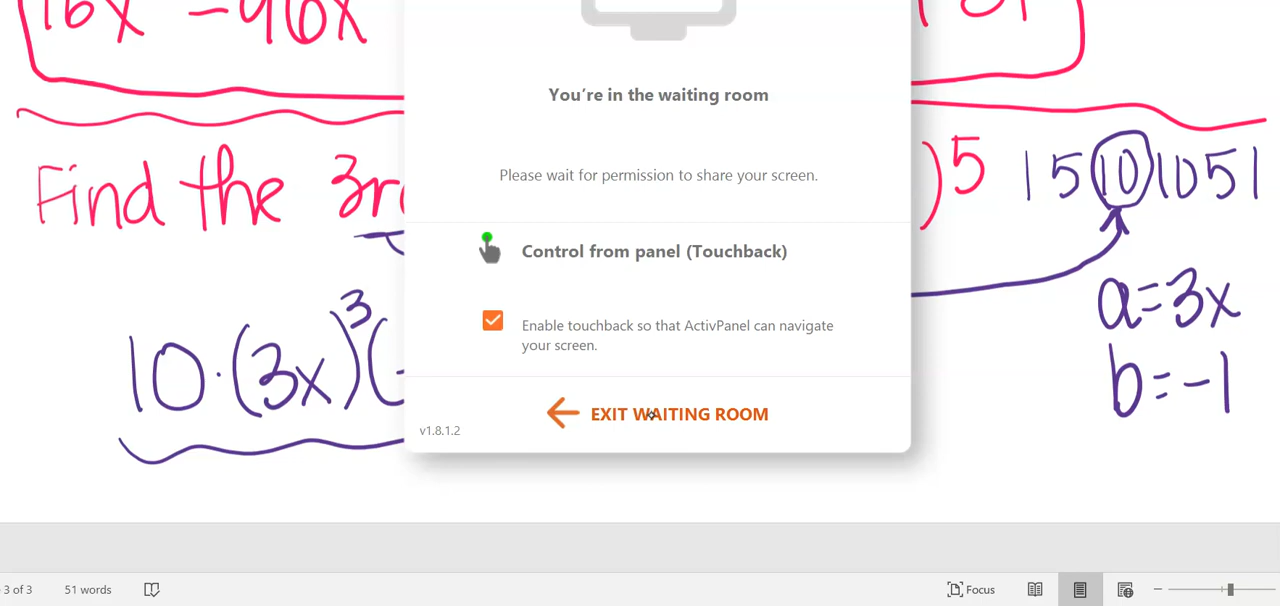 You're in the waiting room
Please wait for permission to share your screen.
Find the 3r )5 1 5 10 10 5 1
Control from panel (Touchback)
Enable touchback so that ActivPanel can navigate
your screen.
a=3x
10·(3x)³(
b=-1
EXIT WAITING ROOM
v1.8.1.2
3 of 3 51 words Focus